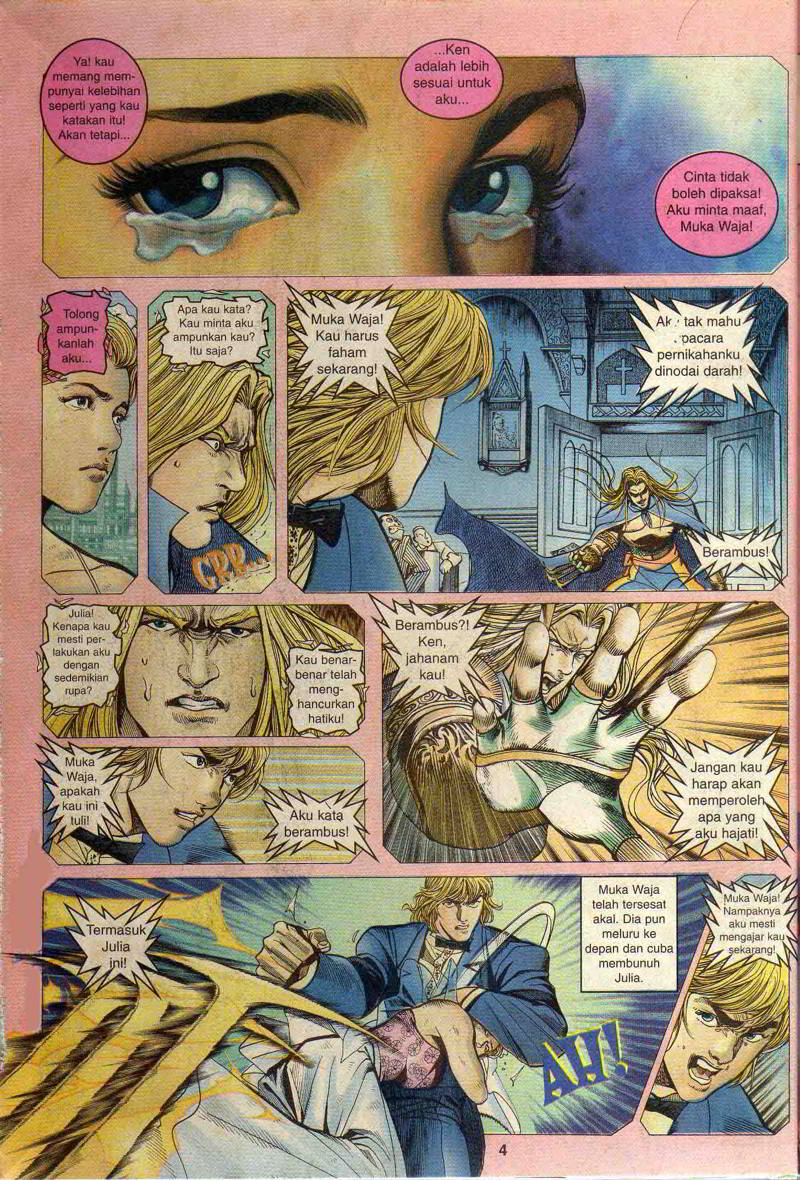 Ya! kau
memang mem-
punyai kelebihan
seperti yang kau
katakan itu!
Akan tetapi...
...Ken
adalah lebih
sesuai untuk
aku...
Cinta tidak
boleh dipaksa!
Aku minta maaf,
Muka Waja!
Tolong
ampun-
kanlah
aku...
Apa kau kata?
Kau minta aku
ampunkan kau?
Itu saja?
GRR...
Muka Waja!
Kau harus
faham
sekarang!
tak mahu
pernikahanku
dinodai darah!
Berambus!
Julia!
Kenapa kau
mesti per-
lakukan aku
dengan
sedemikian
rupa?
Kau benar-
benar telah
meng-
hancurkan
hatiku!
Berambus?!
Ken,
jahanam
kau!
Jangan kau
harap akan
memperoleh
apa yang
aku hajati!
Muka
Waja,
apakah
kau ini
tuli!
Aku kata
berambus!
Termasuk
Julia
ini!
Muka Waja
telah tersesat
akal. Dia pun
meluru ke
depan dan cuba
membunuh
Julia.
AH!
Muka Waja!
Nampaknya
aku mesti
mengajar kau
sekarang!
4